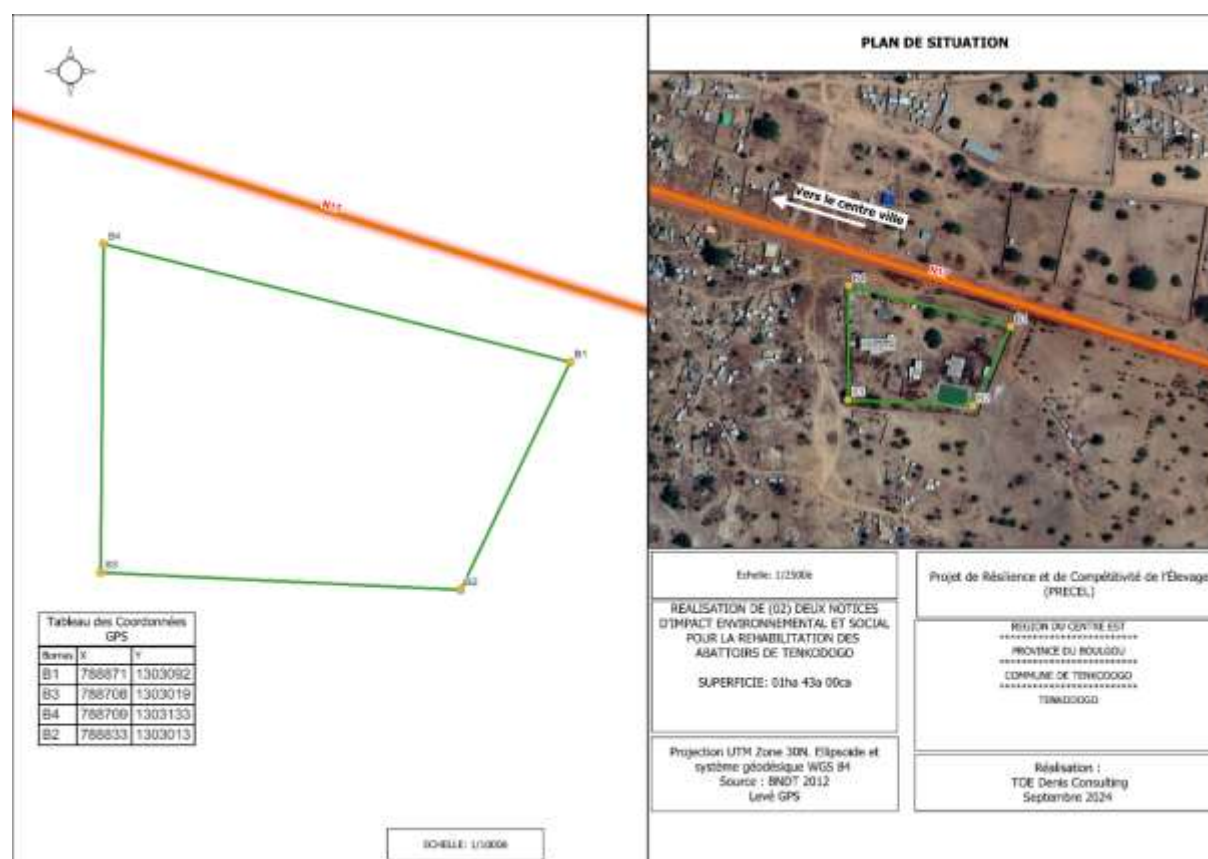 B4
B1
B3
B2
Tableau des Coordonnées
GPS
Bornes X Y
B1 788871 1303092
B3 788708 1303019
B4 788709 1303133
B2 788833 1303013
PLAN DE SITUATION
Vers le centre ville
B2
Echelle: 1/2500è
REALISATION DE (02) DEUX NOTICES
D'IMPACT ENVIRONNEMENTAL ET SOCIAL
POUR LA REHABILITATION DES
ABATTOIRS DE TENKODOGO
SUPERFICIE: 01ha 43a 00ca
Projection UTM Zone 30N. Ellipsoide et
système géodésique WGS 84
Source : BNDT 2012
Levé GPS
Projet de Résilience et de Compétitivité de l'Élevage
(PRECEL)
REGION DU CENTRE EST
PROVINCE DU BOULGOU
COMMUNE DE TENKODOGO
TENKODOGO
Réalisation :
TOE Denis Consulting
Septembre 2024